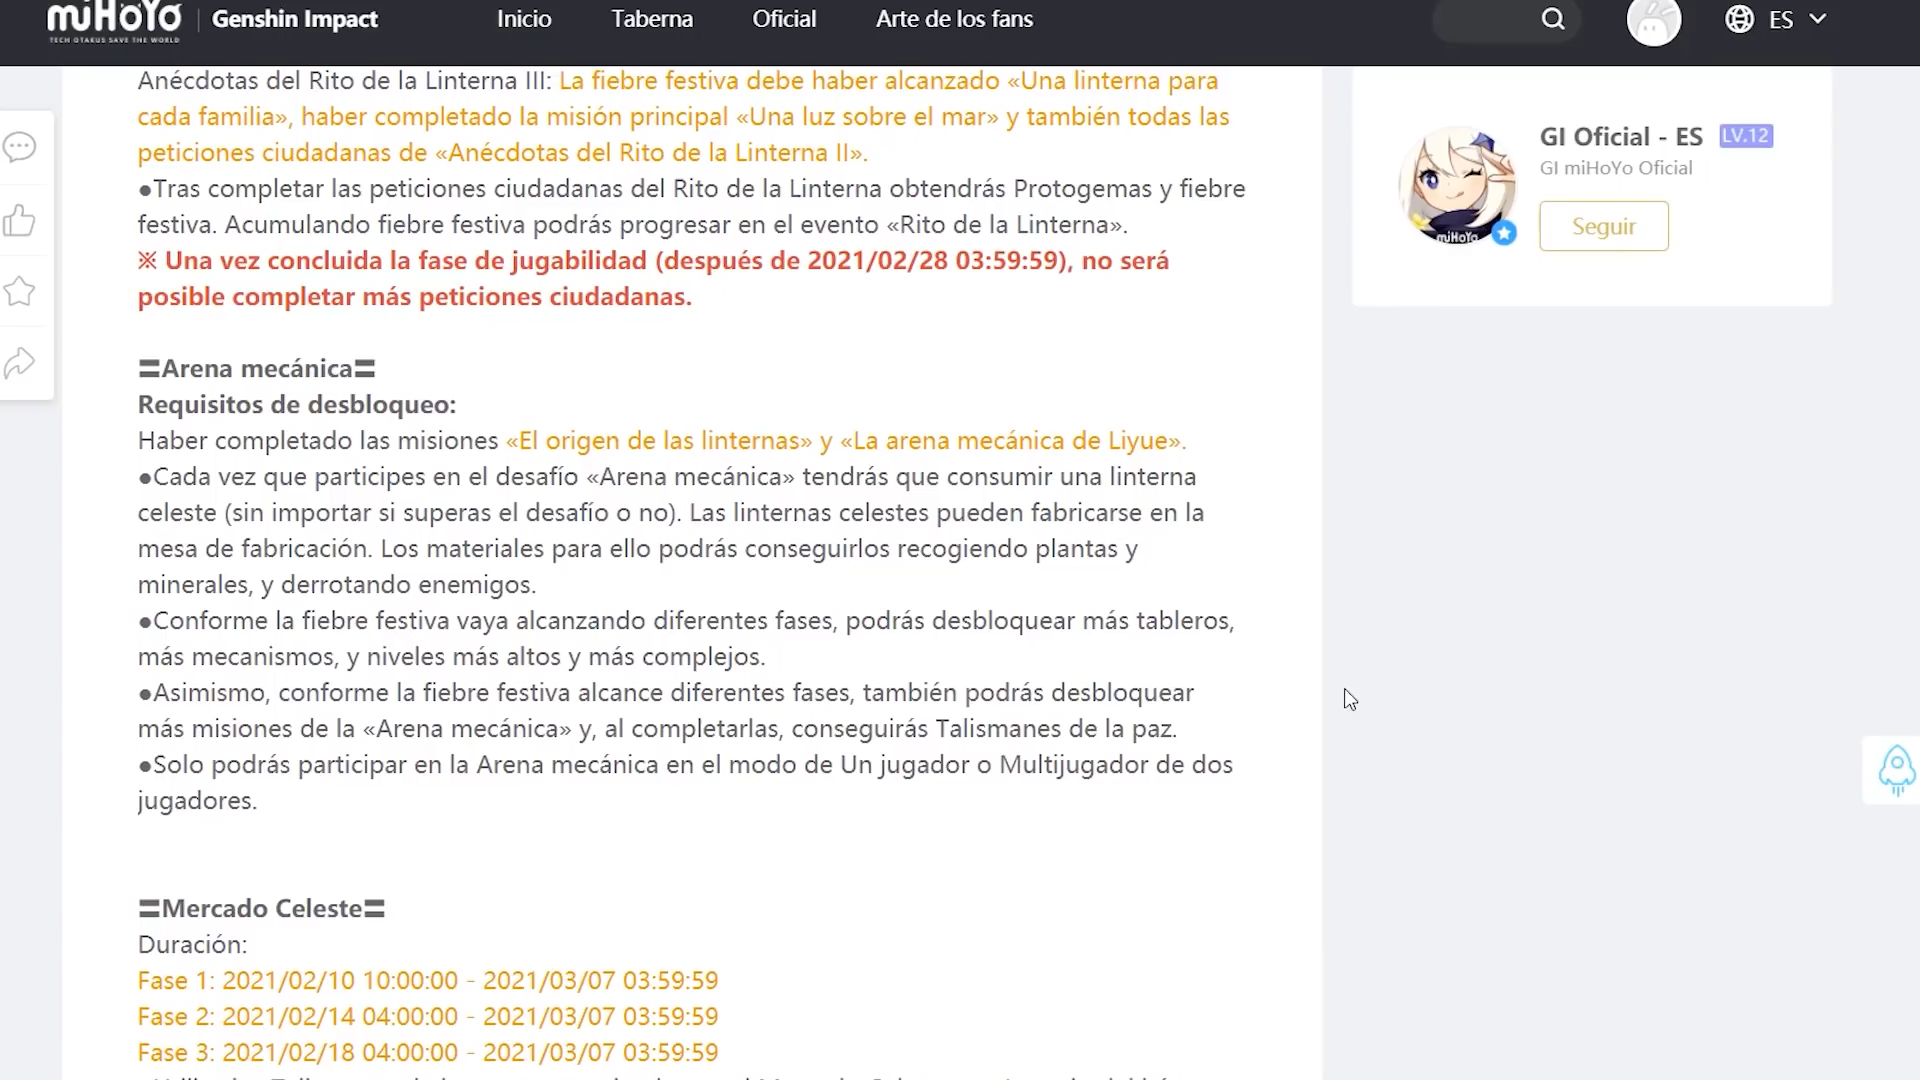 miHoYo
TECH OTAKUS SAVE THE WORLD
Genshin Impact
Inicio
Taberna
Oficial
Arte de los fans
ES
Anécdotas del Rito de la Linterna III: La fiebre festiva debe haber alcanzado «Una linterna para
cada familia», haber completado la misión principal «Una luz sobre el mar» y también todas las
peticiones ciudadanas de «Anécdotas del Rito de la Linterna II».
●Tras completar las peticiones ciudadanas del Rito de la Linterna obtendrás Protogemas y fiebre
festiva. Acumulando fiebre festiva podrás progresar en el evento «Rito de la Linterna».
※ Una vez concluida la fase de jugabilidad (después de 2021/02/28 03:59:59), no será
posible completar más peticiones ciudadanas.
〓Arena mecánica〓
Requisitos de desbloqueo:
Haber completado las misiones «El origen de las linternas» y «La arena mecánica de Liyue».
●Cada vez que participes en el desafío «Arena mecánica» tendrás que consumir una linterna
celeste (sin importar si superas el desafío o no). Las linternas celestes pueden fabricarse en la
mesa de fabricación. Los materiales para ello podrás conseguirlos recogiendo plantas y
minerales, y derrotando enemigos.
●Conforme la fiebre festiva vaya alcanzando diferentes fases, podrás desbloquear más tableros,
más mecanismos, y niveles más altos y más complejos.
●Asimismo, conforme la fiebre festiva alcance diferentes fases, también podrás desbloquear
más misiones de la «Arena mecánica» y, al completarlas, conseguirás Talismanes de la paz.
●Solo podrás participar en la Arena mecánica en el modo de Un jugador o Multijugador de dos
jugadores.
〓Mercado Celeste〓
Duración:
Fase 1: 2021/02/10 10:00:00 - 2021/03/07 03:59:59
Fase 2: 2021/02/14 04:00:00 - 2021/03/07 03:59:59
Fase 3: 2021/02/18 04:00:00 - 2021/03/07 03:59:59
GI Oficial - ES LV.12
GI miHoYo Oficial
miHoYo
Seguir